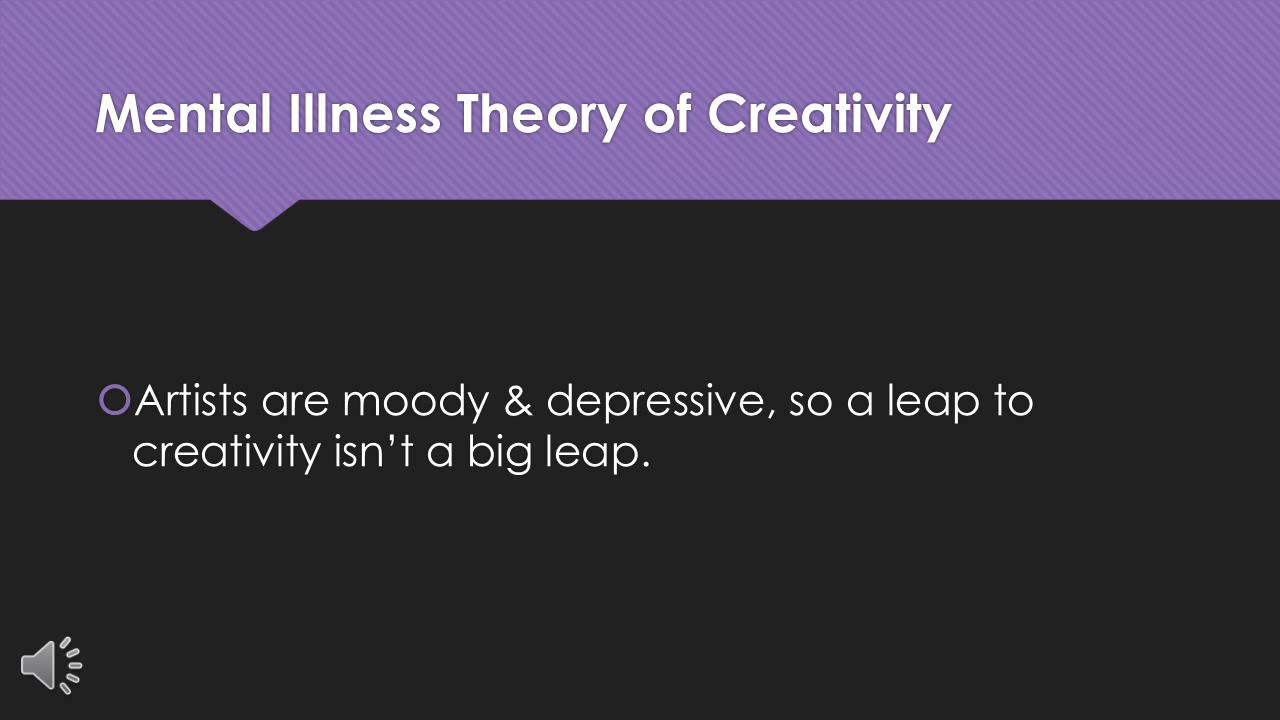 Mental Illness Theory of Creativity
Artists are moody & depressive, so a leap to
creativity isn’t a big leap.